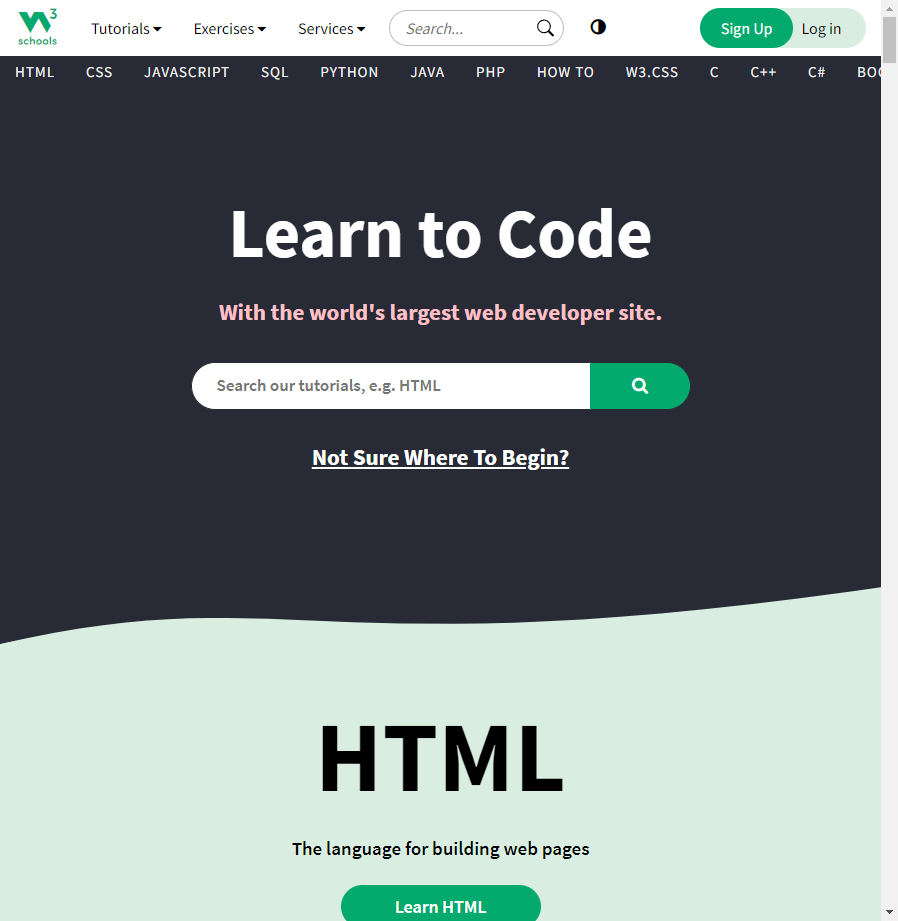 W3 schools Tutorials Exercises Services Search... Sign Up Log in
HTML CSS JAVASCRIPT SQL PYTHON JAVA PHP HOW TO W3.CSS C C++ C#
Learn to Code
With the world's largest web developer site.
Search our tutorials, e.g. HTML
Not Sure Where To Begin?
HTML
The language for building web pages
Learn HTML